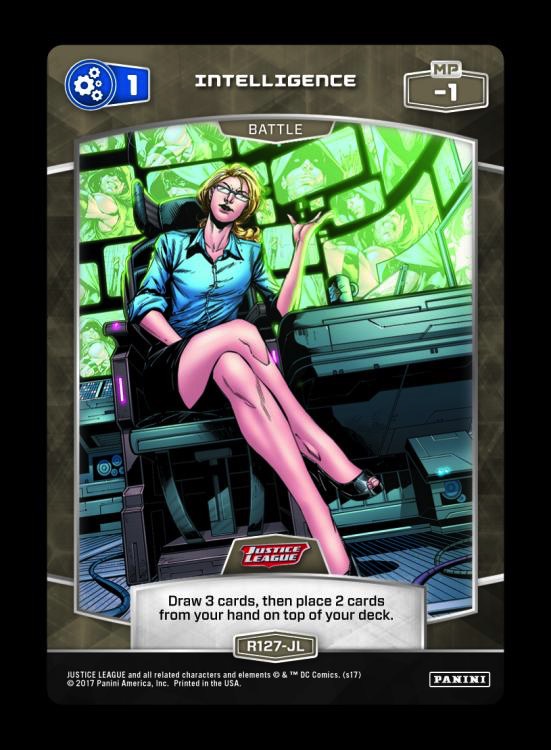 1
INTELLIGENCE
MP
-1
BATTLE
JUSTICE
LEAGUE
Draw 3 cards, then place 2 cards
from your hand on top of your deck.
R127-JL
JUSTICE LEAGUE and all related characters and elements © & ™ DC Comics. (s17)
© 2017 Panini America, Inc. Printed in the USA.
PANINI